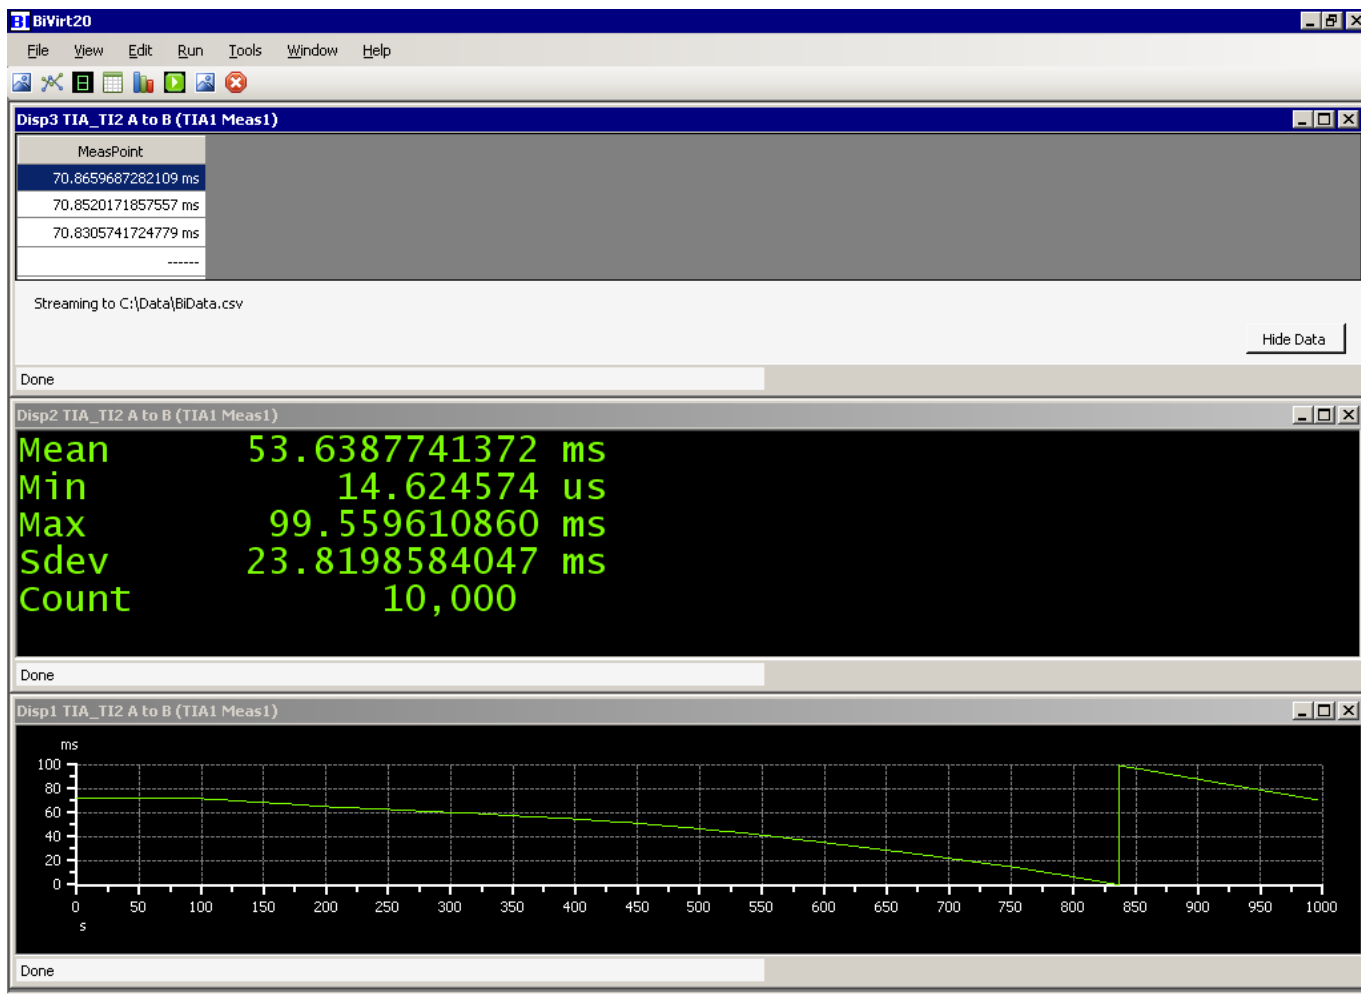 BI BiVirt20
File View Edit Run Tools Window Help
Disp3 TIA_TI2 A to B (TIA1 Meas1)
MeasPoint
70.8659687282109 ms
70.8520171857557 ms
70.8305741724779 ms
------
Streaming to C:\Data\BiData.csv
Hide Data
Done
Disp2 TIA_TI2 A to B (TIA1 Meas1)
Mean 53.6387741372 ms
Min 14.624574 us
Max 99.559610860 ms
Sdev 23.8198584047 ms
Count 10,000
Done
Disp1 TIA_TI2 A to B (TIA1 Meas1)
ms
100
80
60
40
20
0
0 50 100 150 200 250 300 350 400 450 500 550 600 650 700 750 800 850 900 950 1000
s
Done